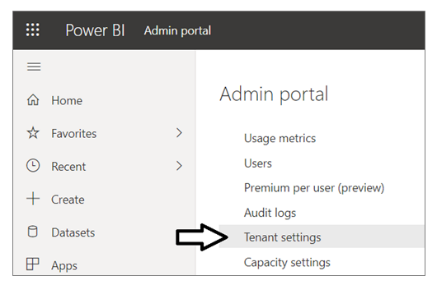 Power BI Admin portal
Home
Favorites
Recent
Create
Datasets
Apps
Admin portal
Usage metrics
Users
Premium per user (preview)
Audit logs
Tenant settings
Capacity settings